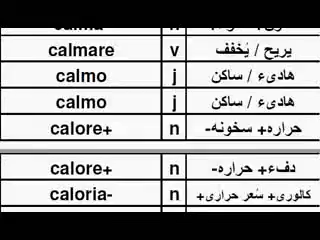 calmare v يريح / يُخفف
calmo j هادىء / ساكن
calmo j هادىء / ساكن
calore+ n حراره+ سخونه-
calore+ n دفء+ حراره-
caloria- n كالورى+ سُعر حرارى+